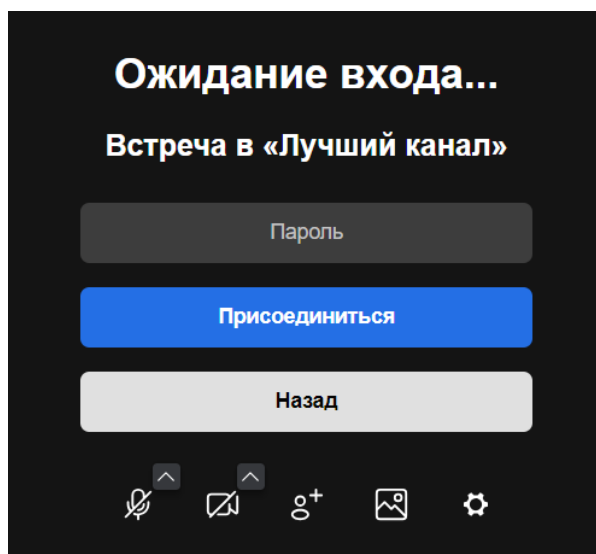 Ожидание входа...
Встреча в «Лучший канал»
Пароль
Присоединиться
Назад